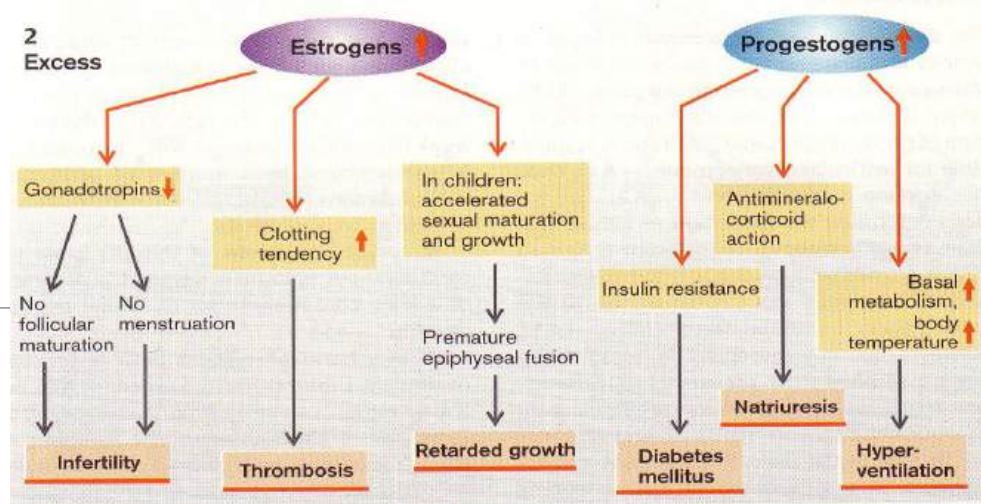 2
Excess
Estrogens
Progestogens
Gonadotropins
Clotting
tendency
In children:
accelerated
sexual maturation
and growth
Insulin resistance
Antimineralo-
corticoid
action
Basal
metabolism,
body
temperature
No
follicular
maturation
No
menstruation
Premature
epiphyseal fusion
Infertility
Thrombosis
Retarded growth
Diabetes
mellitus
Natriuresis
Hyper-
ventilation